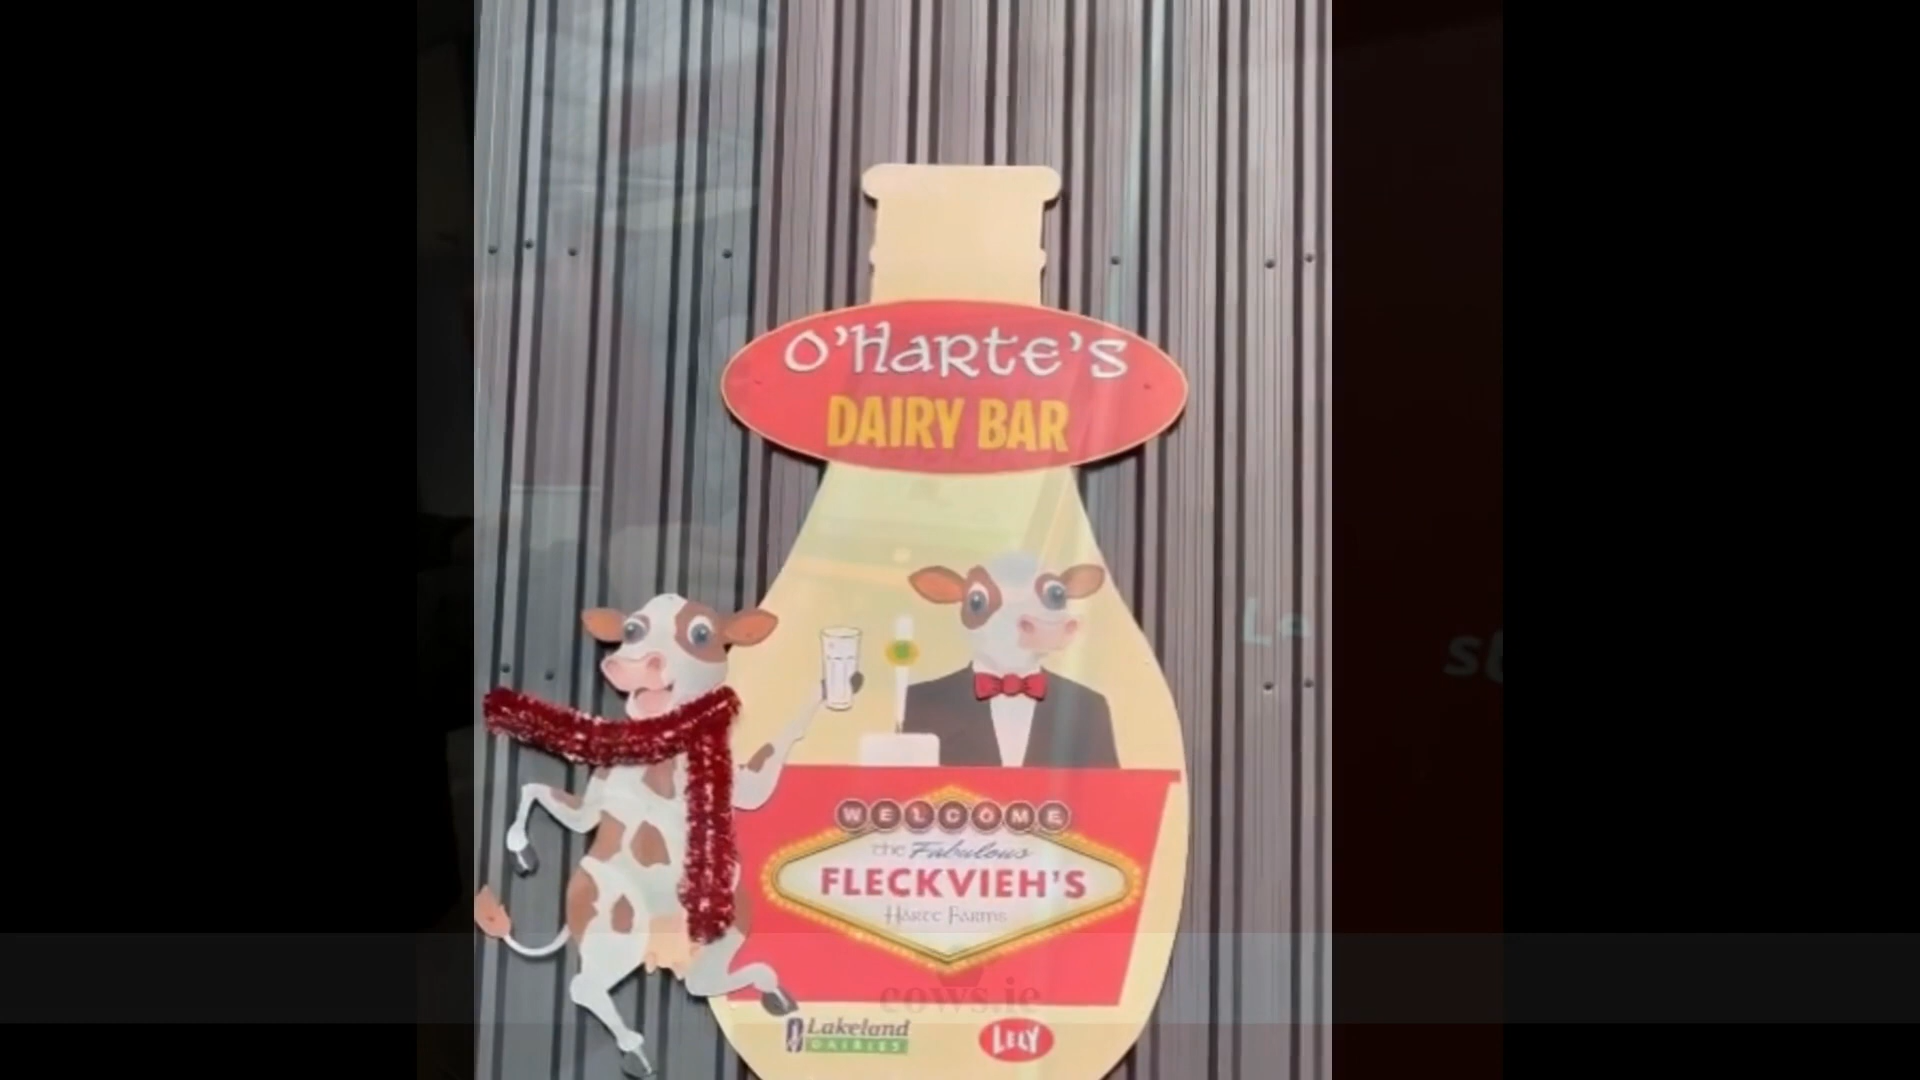 O'Harte's
DAIRY BAR
WELCOME
the Fabulous
FLECKVIEH'S
Harte Farms
cows.ie
Lakeland
DAIRIES
LELY